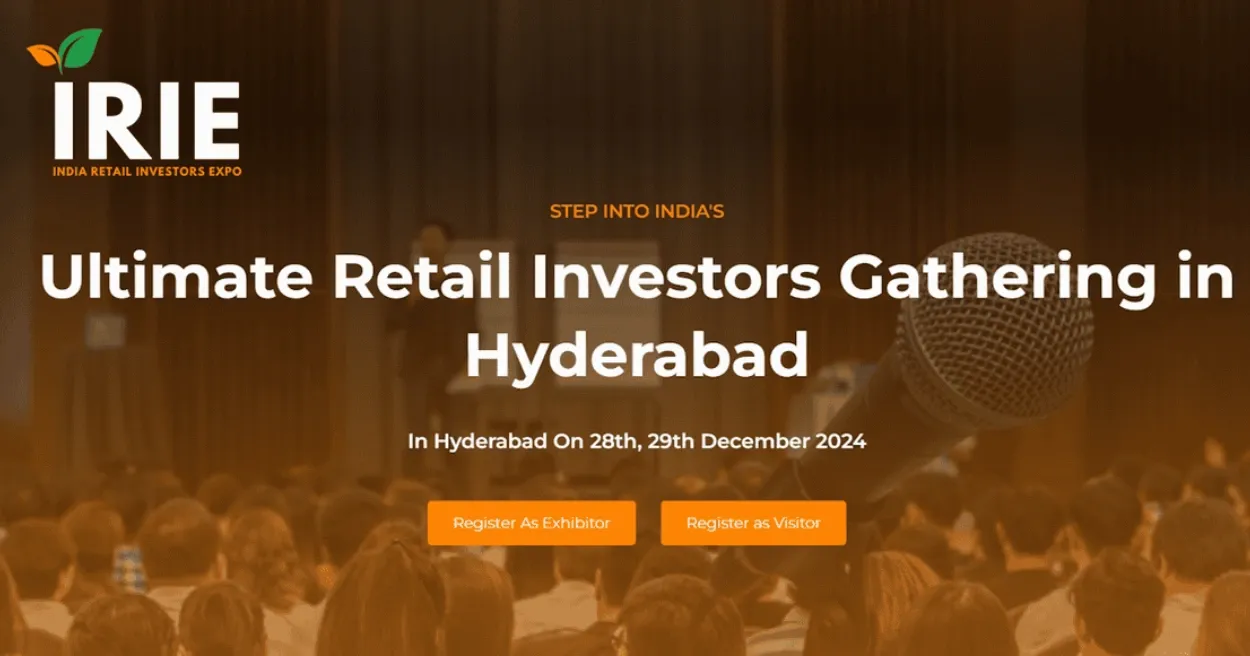 IRIE
INDIA RETAIL INVESTORS EXPO
STEP INTO INDIA'S
Ultimate Retail Investors Gathering in
Hyderabad
In Hyderabad On 28th, 29th December 2024
Register As Exhibitor
Register as Visitor